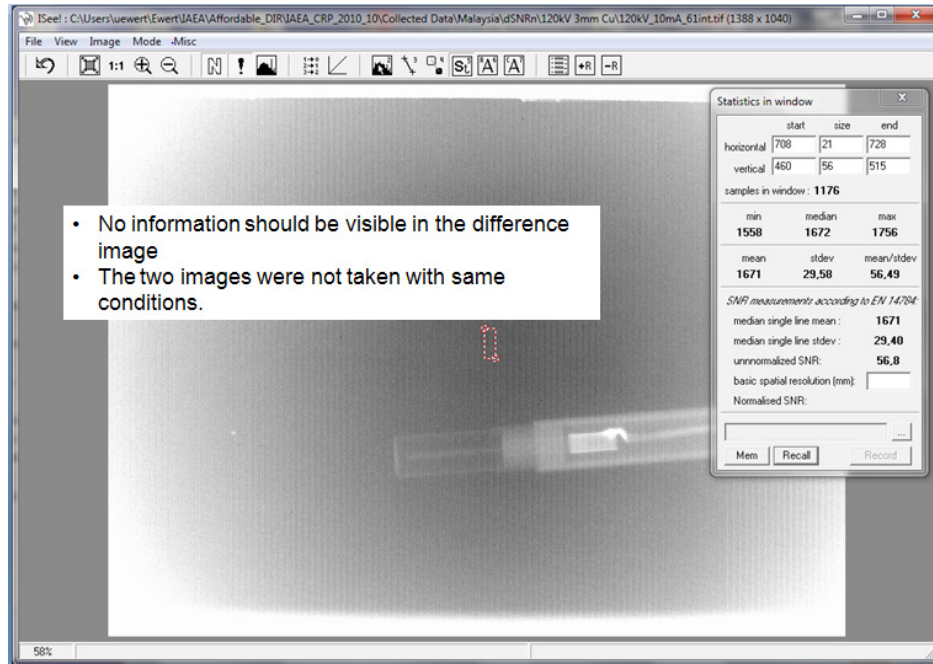 ISee! : C:\Users\uewert\Ewert\IAEA\Affordable_DIR\IAEA_CRP_2010_10\Collected Data\Malaysia\dSNRn\120kV 3mm Cu\120kV_10mA_61int.tif (1388 x 1040)
File View Image Mode -Misc
1:1 N ! St A A +R -R
Statistics in window
start size end
horizontal 708 21 728
vertical 460 56 515
samples in window : 1176
min median max
1558 1672 1756
mean stdev mean/stdev
1671 29,58 56,49
SNR measurements according to EN 14784:
median single line mean : 1671
median single line stdev : 29,40
unnnormalized SNR: 56,8
basic spatial resolution (mm):
Normalised SNR:
...
Mem Recall Record
• No information should be visible in the difference
image
• The two images were not taken with same
conditions.
58%